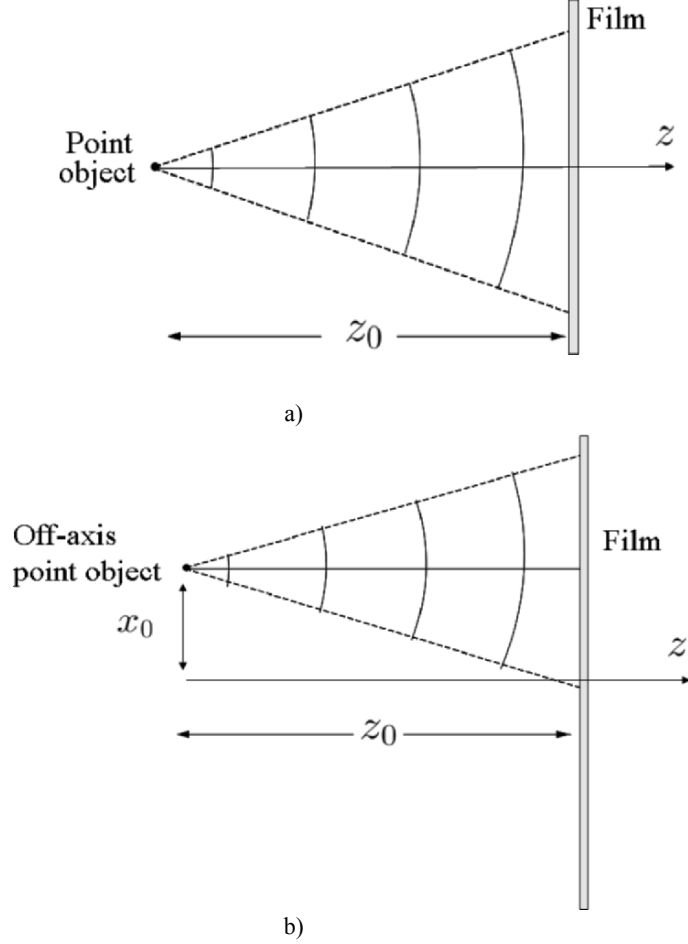 Film
Point
object
z
z₀
a)
Off-axis
point object
Film
x₀
z
z₀
b)